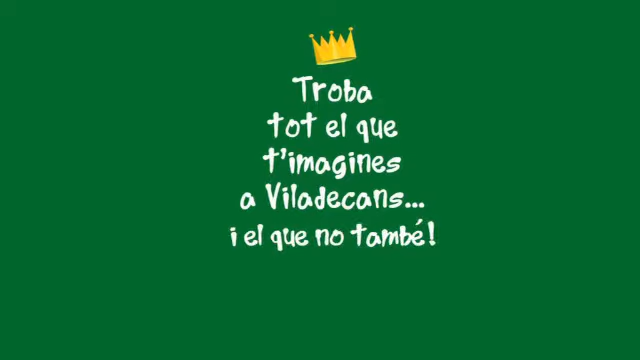 Troba
tot el que
t'imagines
a Viladecans...
i el que no també!